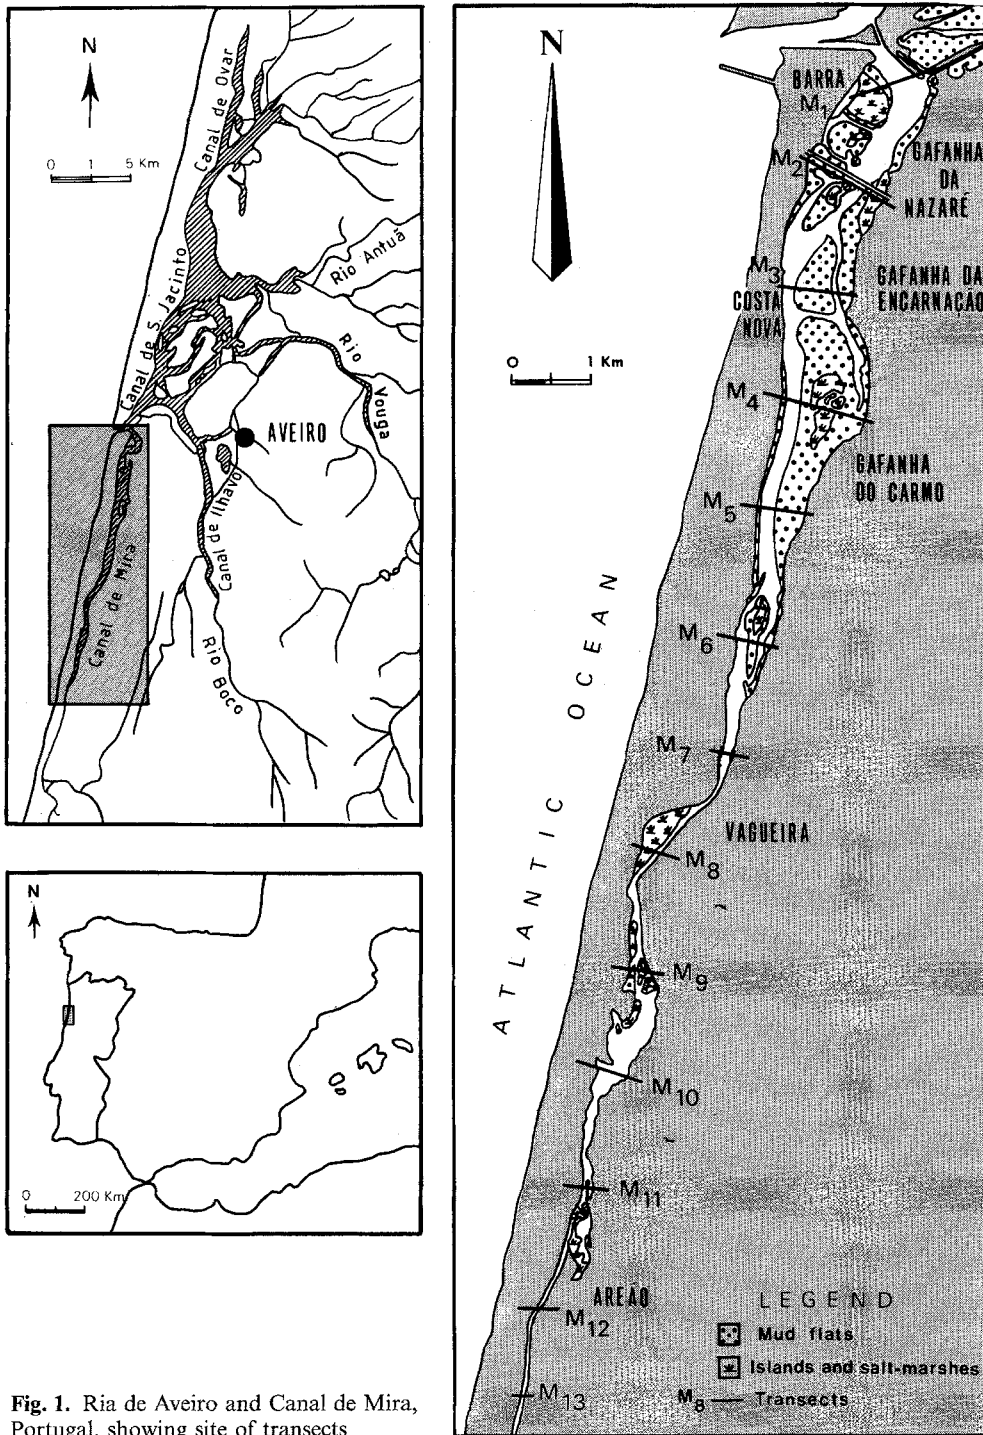 N
0 1 5 Km
Canal de Ovar
Canal de S. Jacinto
Rio Antuã
Rio Vouga
AVEIRO
Canal de Ilhavo
Canal de Mira
Rio Boco
N
0 200 Km
Fig. 1. Ria de Aveiro and Canal de Mira,
Portugal, showing site of transects
N
0 1 Km
BARRA
M1
M2
GAFANHA
DA
NAZARÉ
M3
COSTA
NOVA
GAFANHA DA
ENCARNAÇÃO
M4
GAFANHA
DO CARMO
M5
M6
M7
VAGUEIRA
M8
ATLANTIC OCEAN
M9
M10
M11
AREÃO
M12
M13
LEGEND
Mud flats
Islands and salt-marshes
M8 Transects